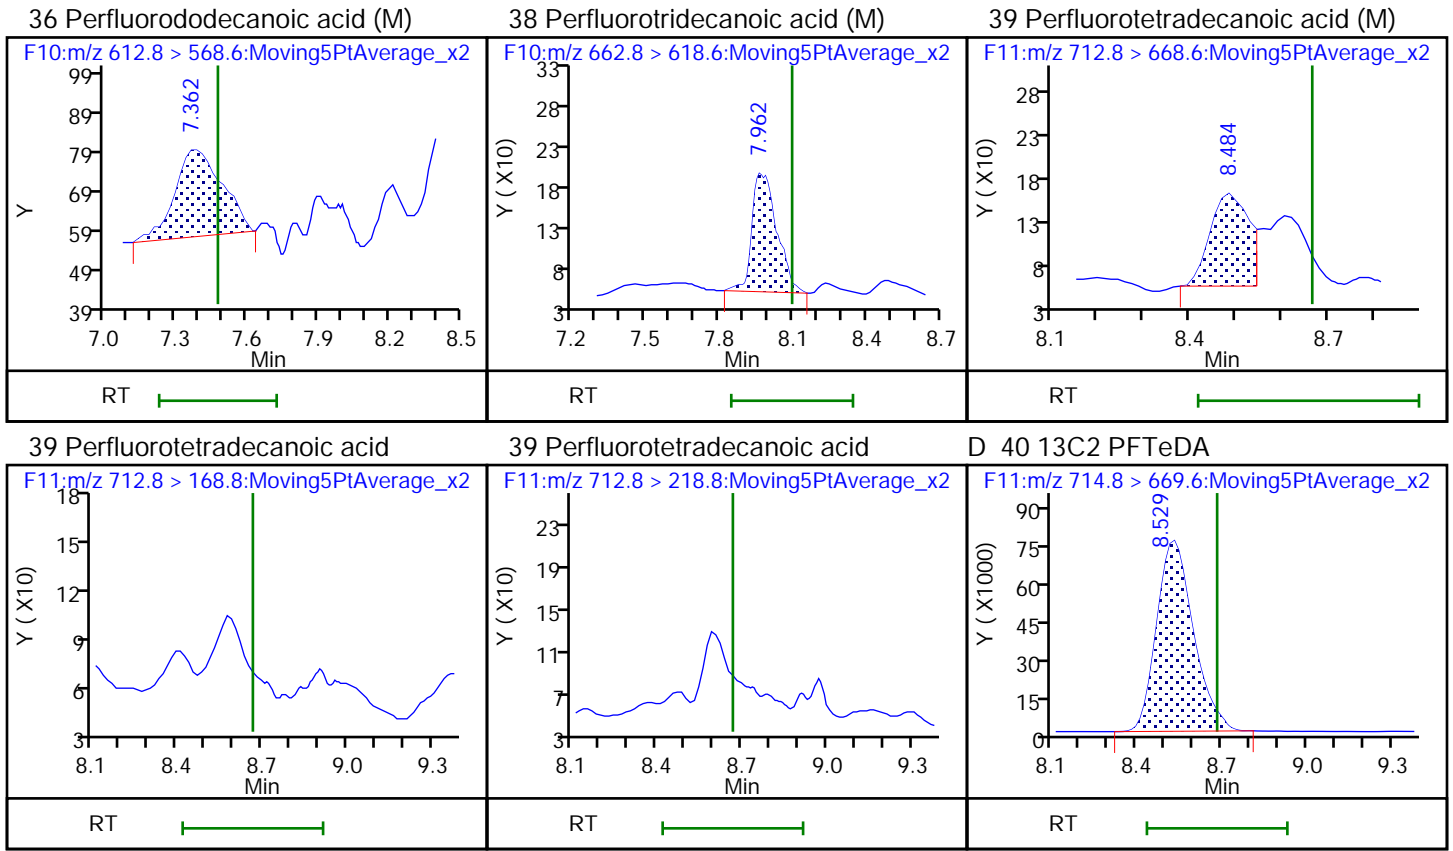 36 Perfluorododecanoic acid (M)
F10:m/z 612.8 > 568.6:Moving5PtAverage_x2
7.362
99
89
79
69
59
49
39
Y
7.0 7.3 7.6 7.9 8.2 8.5
Min
RT
38 Perfluorotridecanoic acid (M)
F10:m/z 662.8 > 618.6:Moving5PtAverage_x2
7.962
33
28
23
18
13
8
3
Y ( X10)
7.2 7.5 7.8 8.1 8.4 8.7
Min
RT
39 Perfluorotetradecanoic acid (M)
F11:m/z 712.8 > 668.6:Moving5PtAverage_x2
8.484
28
23
18
13
8
3
Y ( X10)
8.1 8.4 8.7
Min
RT
39 Perfluorotetradecanoic acid
F11:m/z 712.8 > 168.8:Moving5PtAverage_x2
18
15
12
9
6
3
Y ( X10)
8.1 8.4 8.7 9.0 9.3
Min
RT
39 Perfluorotetradecanoic acid
F11:m/z 712.8 > 218.8:Moving5PtAverage_x2
23
19
15
11
7
3
Y ( X10)
8.1 8.4 8.7 9.0 9.3
Min
RT
D 40 13C2 PFTeDA
F11:m/z 714.8 > 669.6:Moving5PtAverage_x2
8.529
90
75
60
45
30
15
0
Y ( X1000)
8.1 8.4 8.7 9.0 9.3
Min
RT